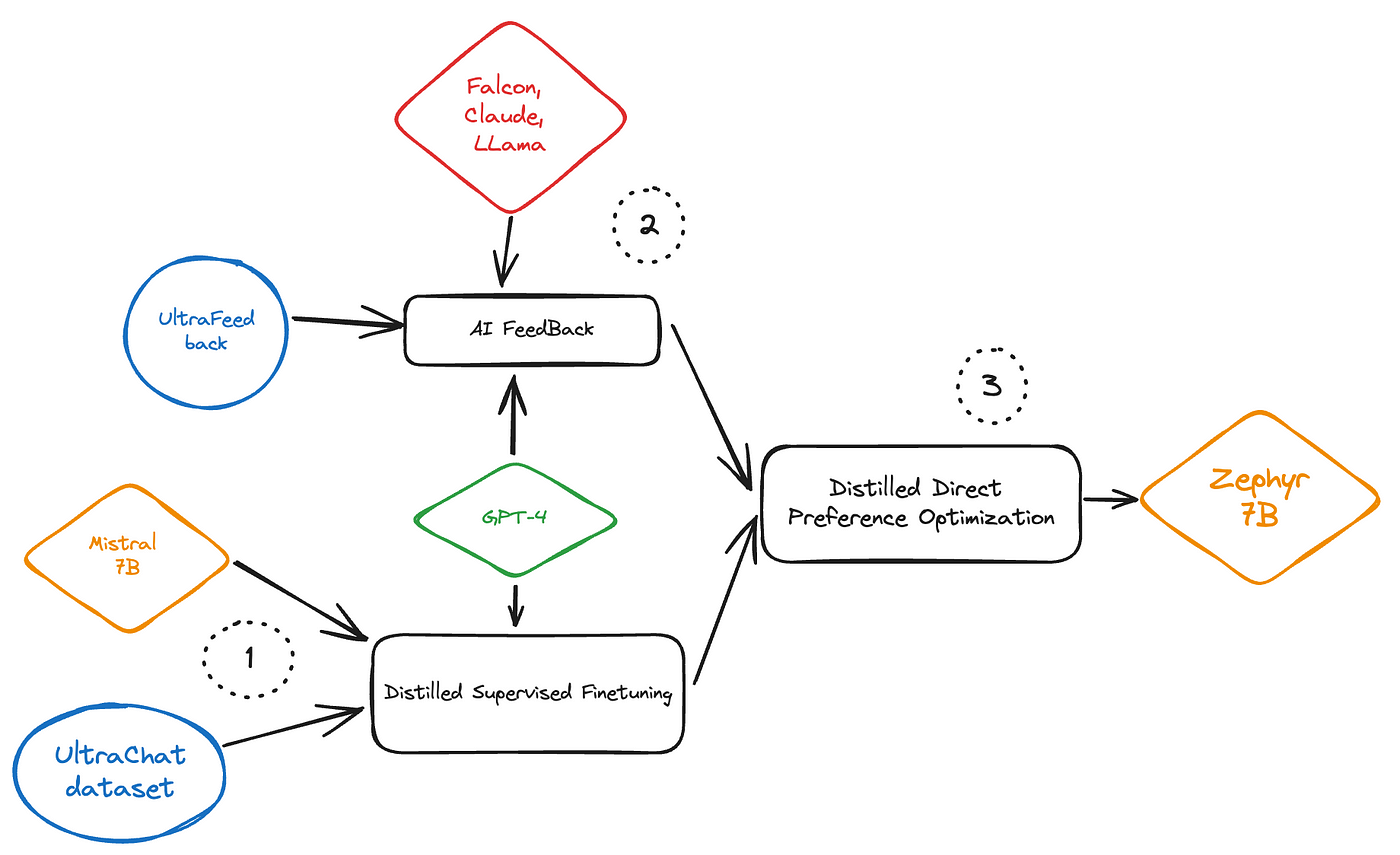 Falcon,
Claude,
LLama
2
UltraFeed
back
AI FeedBack
3
Distilled Direct
Preference Optimization
Zephyr
7B
GPT-4
Mistral
7B
1
Distilled Supervised Finetuning
UltraChat
dataset